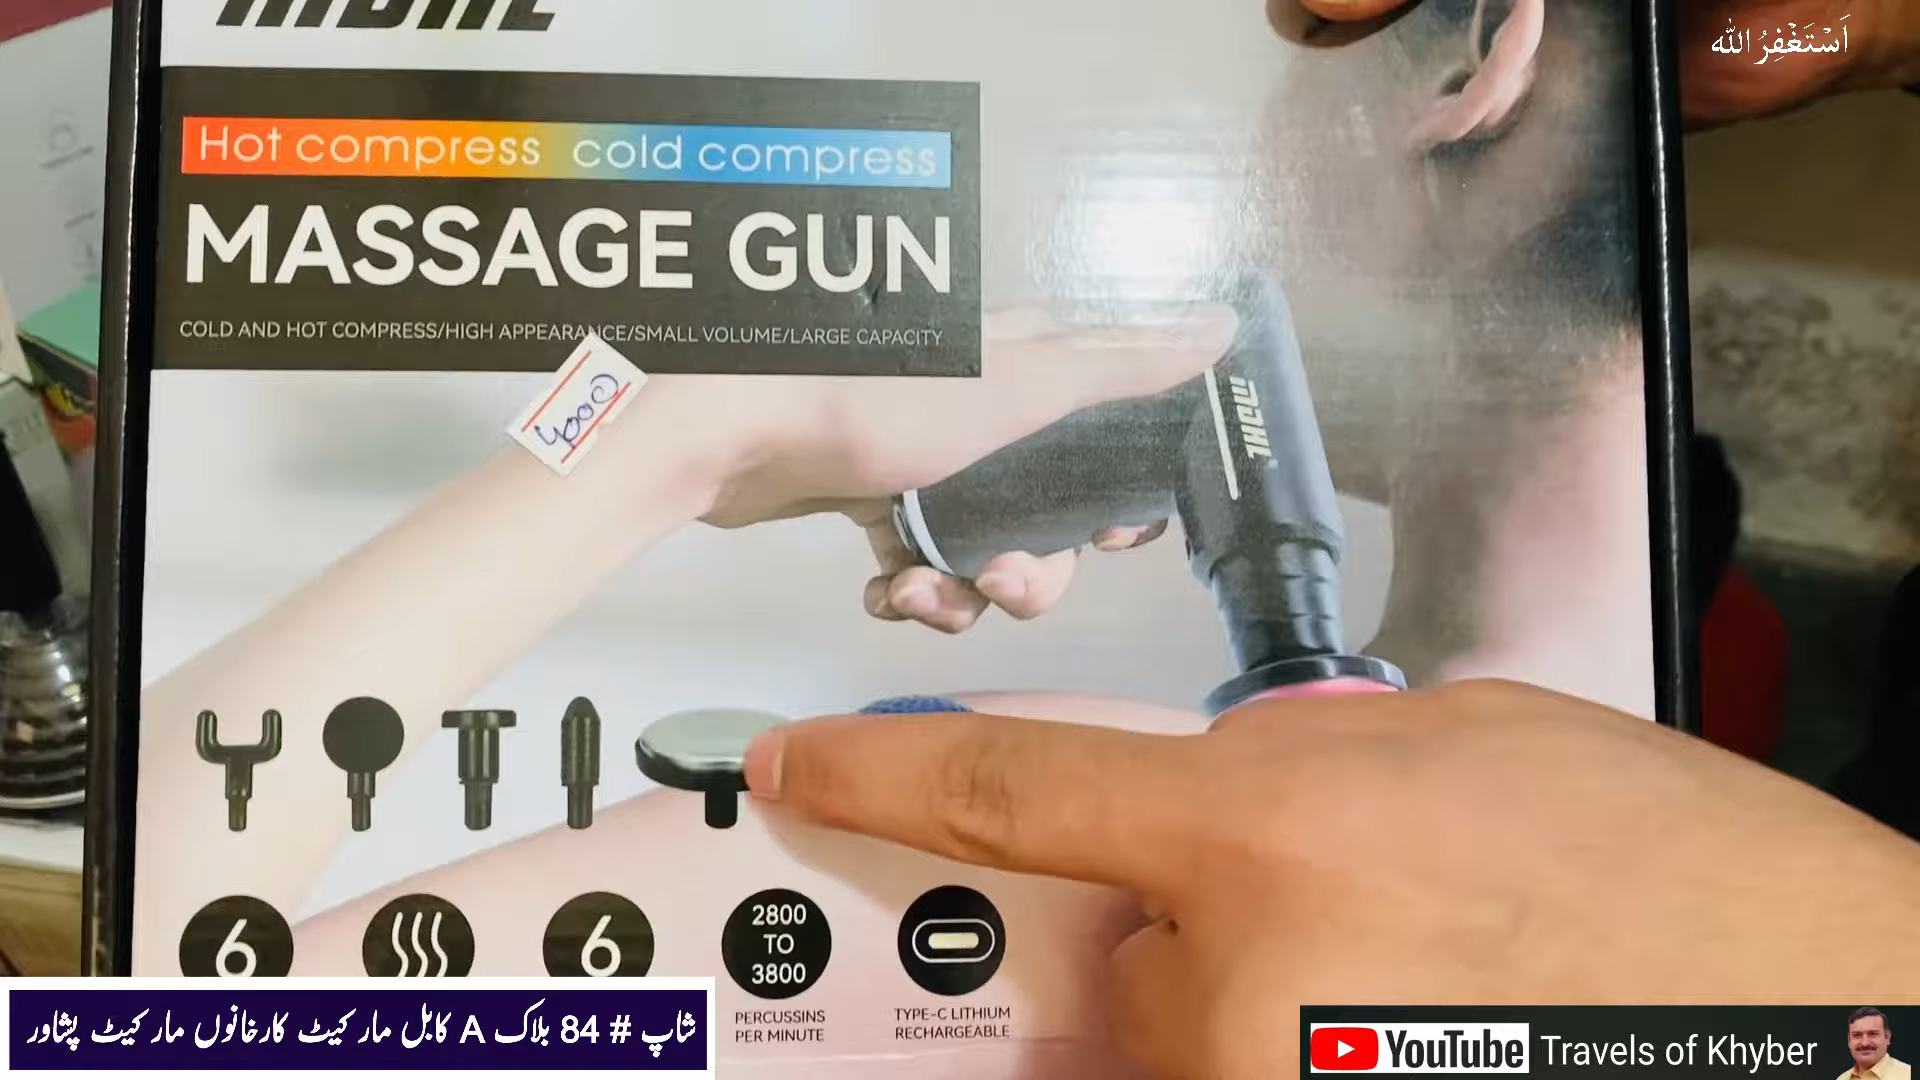 اَسْتَغْفِرُ اللّٰه
Hot compress cold compress
MASSAGE GUN
COLD AND HOT COMPRESS/HIGH APPEARANCE/SMALL VOLUME/LARGE CAPACITY
4000
6
6
2800
TO
3800
PERCUSSINS
PER MINUTE
TYPE-C LITHIUM
RECHARGEABLE
شاپ # 84 بلاک A کابل مارکیٹ کارخانوں مارکیٹ پشاور
YouTube Travels of Khyber